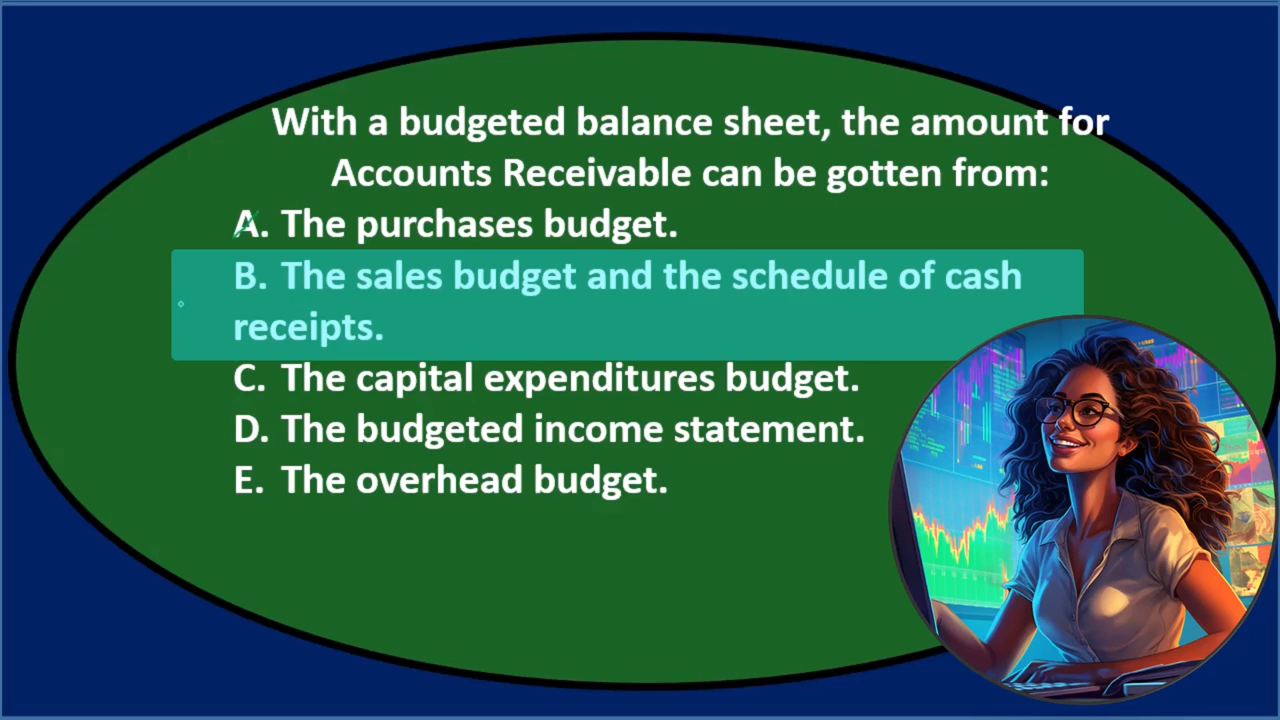 With a budgeted balance sheet, the amount for
Accounts Receivable can be gotten from:
A. The purchases budget.
B. The sales budget and the schedule of cash
receipts.
C. The capital expenditures budget.
D. The budgeted income statement.
E. The overhead budget.